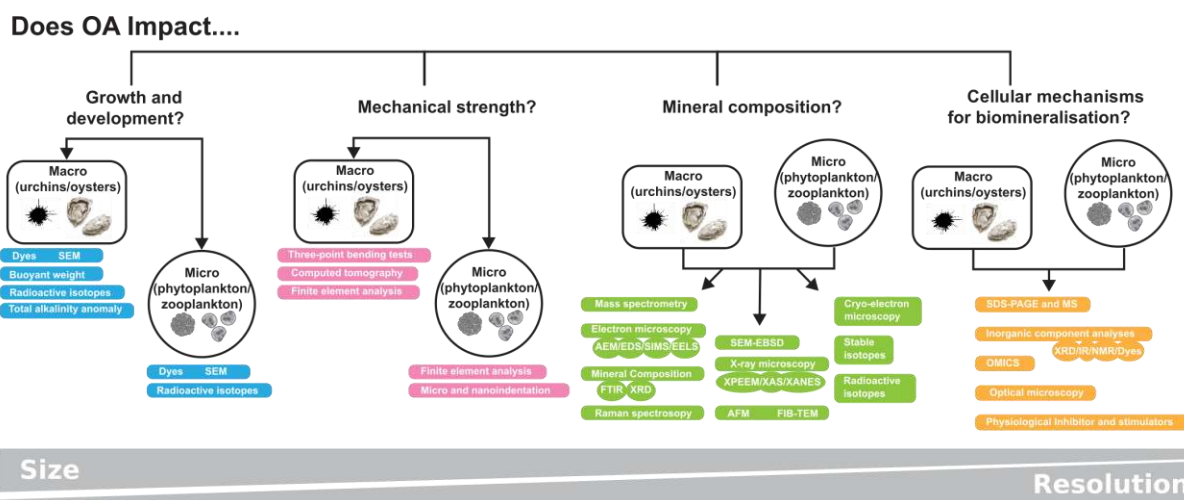 Does OA Impact....
Growth and
development?
Macro
(urchins/oysters)
Dyes SEM
Buoyant weight
Radioactive isotopes
Total alkalinity anomaly
Micro
(phytoplankton/
zooplankton)
Dyes SEM
Radioactive isotopes
Mechanical strength?
Macro
(urchins/oysters)
Three-point bending tests
Computed tomography
Finite element analysis
Micro
(phytoplankton/
zooplankton)
Finite element analysis
Micro and nanoindentation
Mineral composition?
Macro
(urchins/oysters)
Micro
(phytoplankton/
zooplankton)
Mass spectrometry
Electron microscopy
AEM/EDS/SIMS/EELS
Mineral Composition
FTIR XRD
Raman spectrosopy
SEM-EBSD
X-ray microscopy
XPEEM/XAS/XANES
AFM FIB-TEM
Cryo-electron
microscopy
Stable
isotopes
Radioactive
isotopes
Cellular mechanisms
for biomineralisation?
Macro
(urchins/oysters)
Micro
(phytoplankton/
zooplankton)
SDS-PAGE and MS
Inorganic component analyses
XRD/IR/NMR/Dyes
OMICS
Optical microscopy
Physiological Inhibitor and stimulators
Size
Resolution